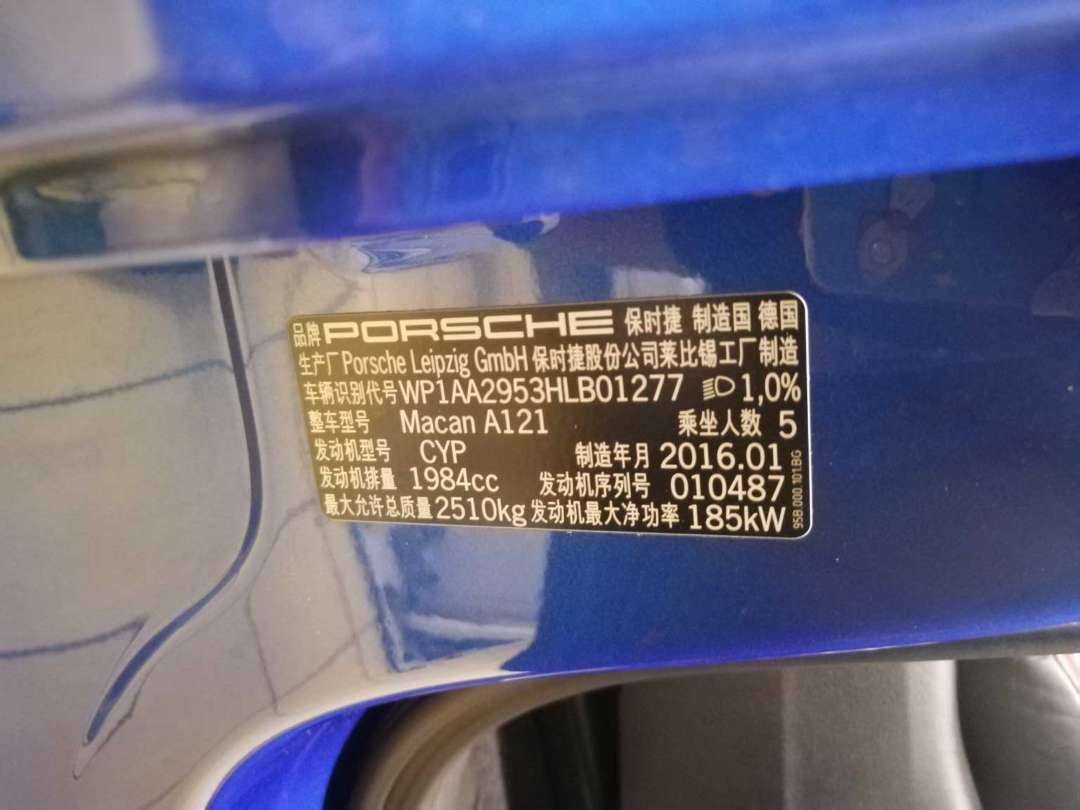 品牌 PORSCHE 保时捷 制造国 德国
生产厂 Porsche Leipzig GmbH 保时捷股份公司莱比锡工厂制造
车辆识别代号 WP1AA2953HLB01277 1,0%
整车型号 Macan A121 乘坐人数 5
发动机型号 CYP 制造年月 2016.01
发动机排量 1984cc 发动机序列号 010487
最大允许总质量 2510kg 发动机最大净功率 185kW
95B.000.101.BG